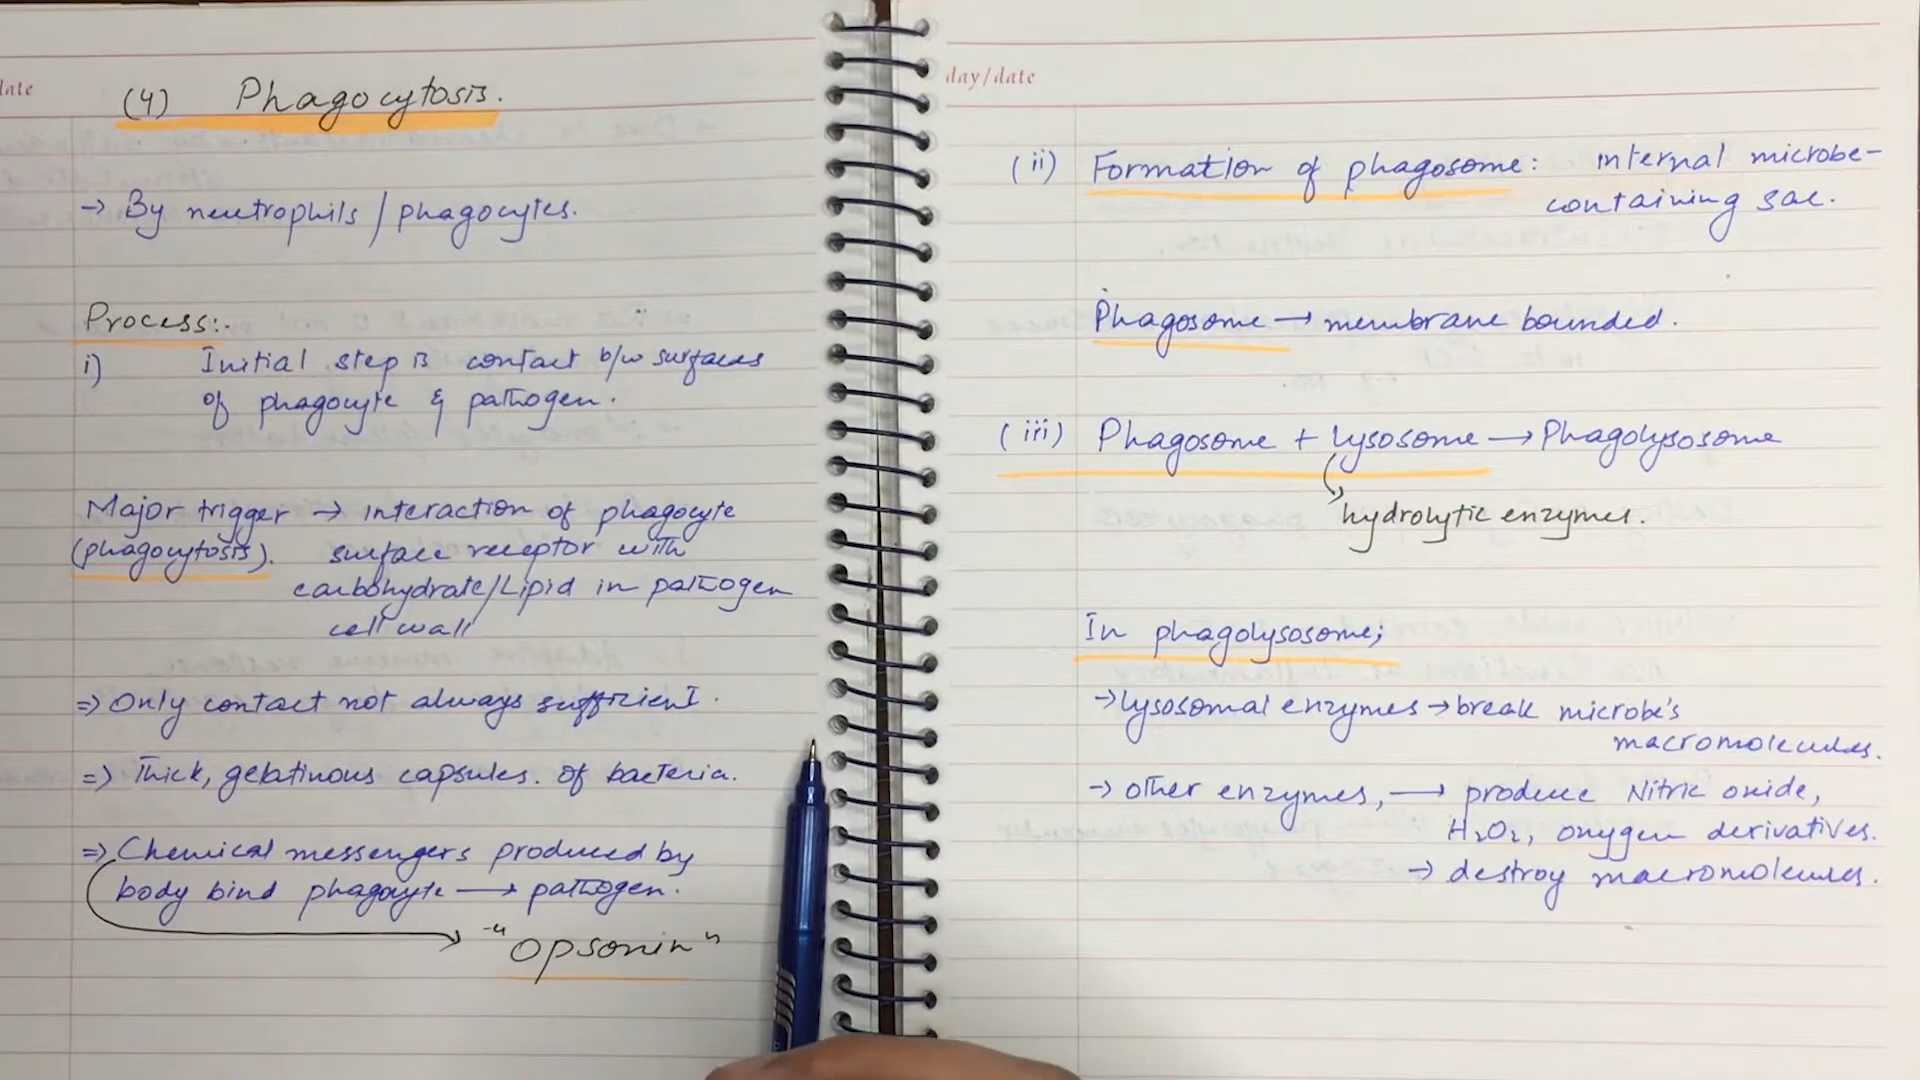 date
(4) Phagocytosis.
→ By neutrophils / phagocytes.
Process:.
i) Initial step is contact b/w surfaces
of phagocyte & pathogen.
Major trigger → interaction of phagocyte
(phagocytosis). surface receptor with
carbohydrate/Lipid in pathogen
cell wall
⇒ Only contact not always sufficient.
⇒ Thick, gelatinous capsules. of bacteria.
⇒ Chemical messengers produced by
body bind phagocyte → pathogen.
→ "Opsonin"
day/date
(ii) Formation of phagosome: internal microbe-
containing sac.
Phagosome → membrane bounded.
(iii) Phagosome + lysosome → Phagolysosome
hydrolytic enzymes.
In phagolysosome;
→ lysosomal enzymes → break microbe's
macromolecules.
→ other enzymes, → produce Nitric oxide,
H₂O₂, oxygen derivatives.
→ destroy macromolecules.